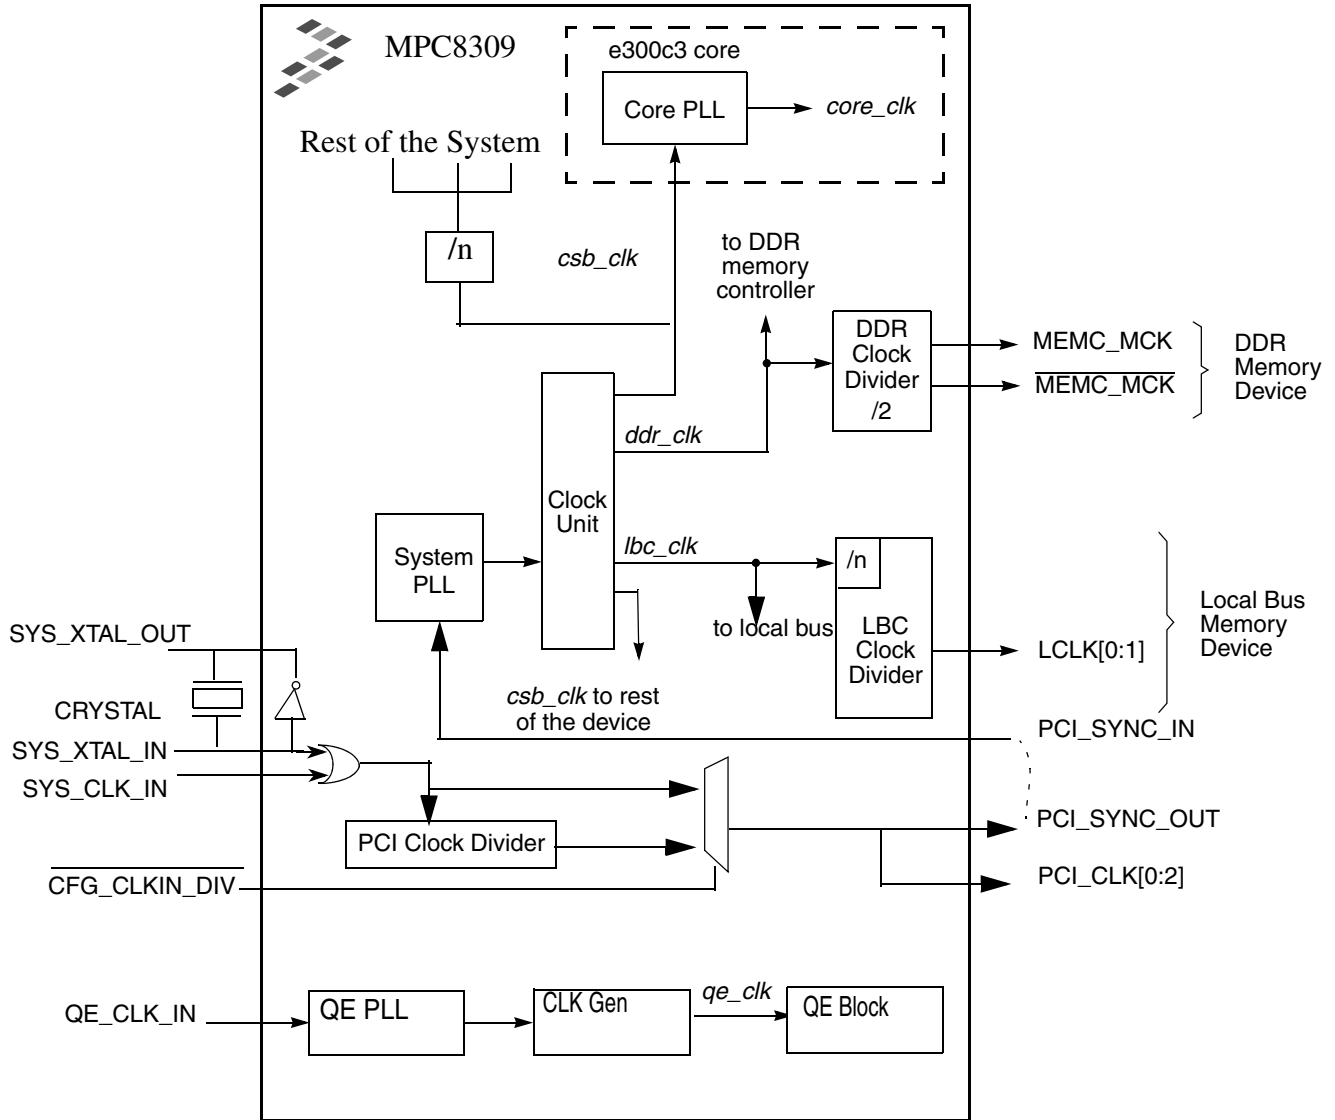 MPC8309
e300c3 core
Core PLL
core_clk
Rest of the System
/n
csb_clk
to DDR
memory
controller
DDR
Clock
Divider
/2
MEMC_MCK
MEMC_MCK
DDR
Memory
Device
ddr_clk
Clock
Unit
System
PLL
lbc_clk
/n
to local bus
LBC
Clock
Divider
LCLK[0:1]
Local Bus
Memory
Device
SYS_XTAL_OUT
CRYSTAL
SYS_XTAL_IN
SYS_CLK_IN
csb_clk to rest
of the device
PCI_SYNC_IN
PCI Clock Divider
PCI_SYNC_OUT
CFG_CLKIN_DIV
PCI_CLK[0:2]
QE_CLK_IN
QE PLL
CLK Gen
qe_clk
QE Block